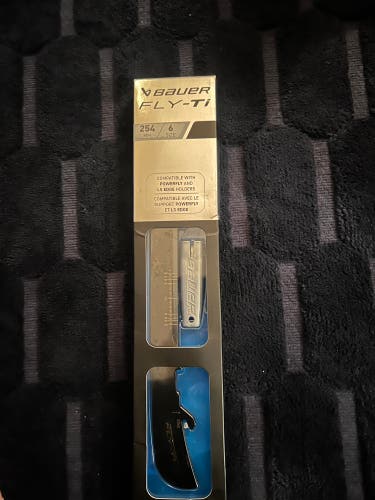 BAUER
FLY-Ti
254 6
COMPATIBLE WITH
POWERFLY AND
LS EDGE HOLDERS
COMPATIBLE AVEC LE
SUPPORT POWERFLY
ET LS EDGE
BAUER